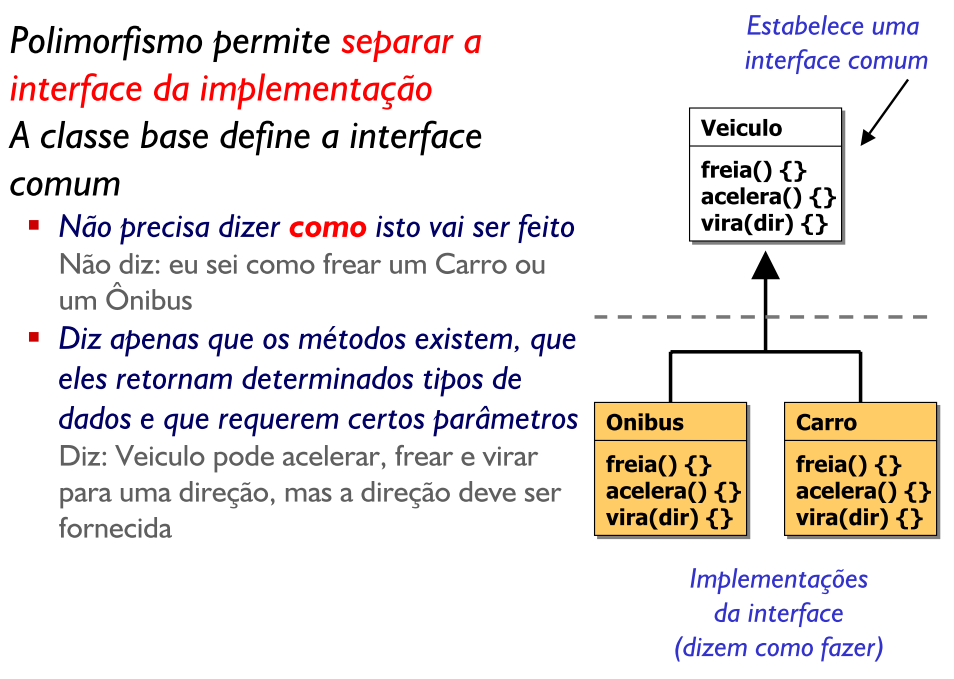 Polimorfismo permite separar a
interface da implementação
A classe base define a interface
comum
Não precisa dizer como isto vai ser feito
Não diz: eu sei como frear um Carro ou
um Ônibus
Diz apenas que os métodos existem, que
eles retornam determinados tipos de
dados e que requerem certos parâmetros
Diz: Veiculo pode acelerar, frear e virar
para uma direção, mas a direção deve ser
fornecida
Estabelece uma
interface comum
Veiculo
freia() {}
acelera() {}
vira(dir) {}
Onibus
freia() {}
acelera() {}
vira(dir) {}
Carro
freia() {}
acelera() {}
vira(dir) {}
Implementações
da interface
(dizem como fazer)